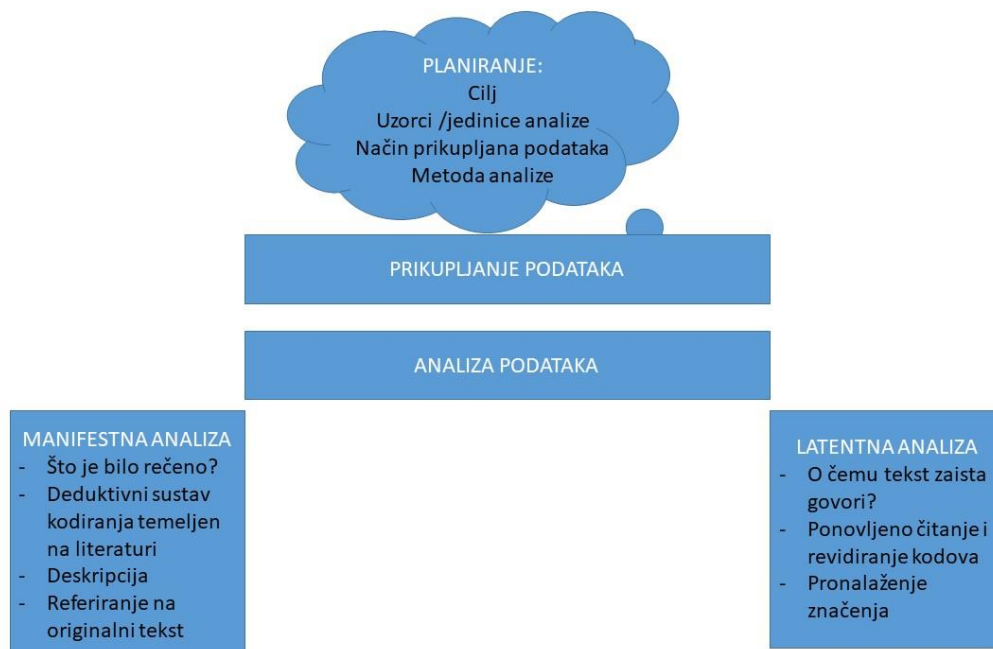 PLANIRANJE:
Cilj
Uzorci /jedinice analize
Način prikupljana podataka
Metoda analize
PRIKUPLJANJE PODATAKA
ANALIZA PODATAKA
MANIFESTNA ANALIZA
- Što je bilo rečeno?
- Deduktivni sustav
kodiranja temeljen
na literaturi
- Deskripcija
- Referiranje na
originalni tekst
LATENTNA ANALIZA
- O čemu tekst zaista
govori?
- Ponovljeno čitanje i
revidiranje kodova
- Pronalaženje
značenja